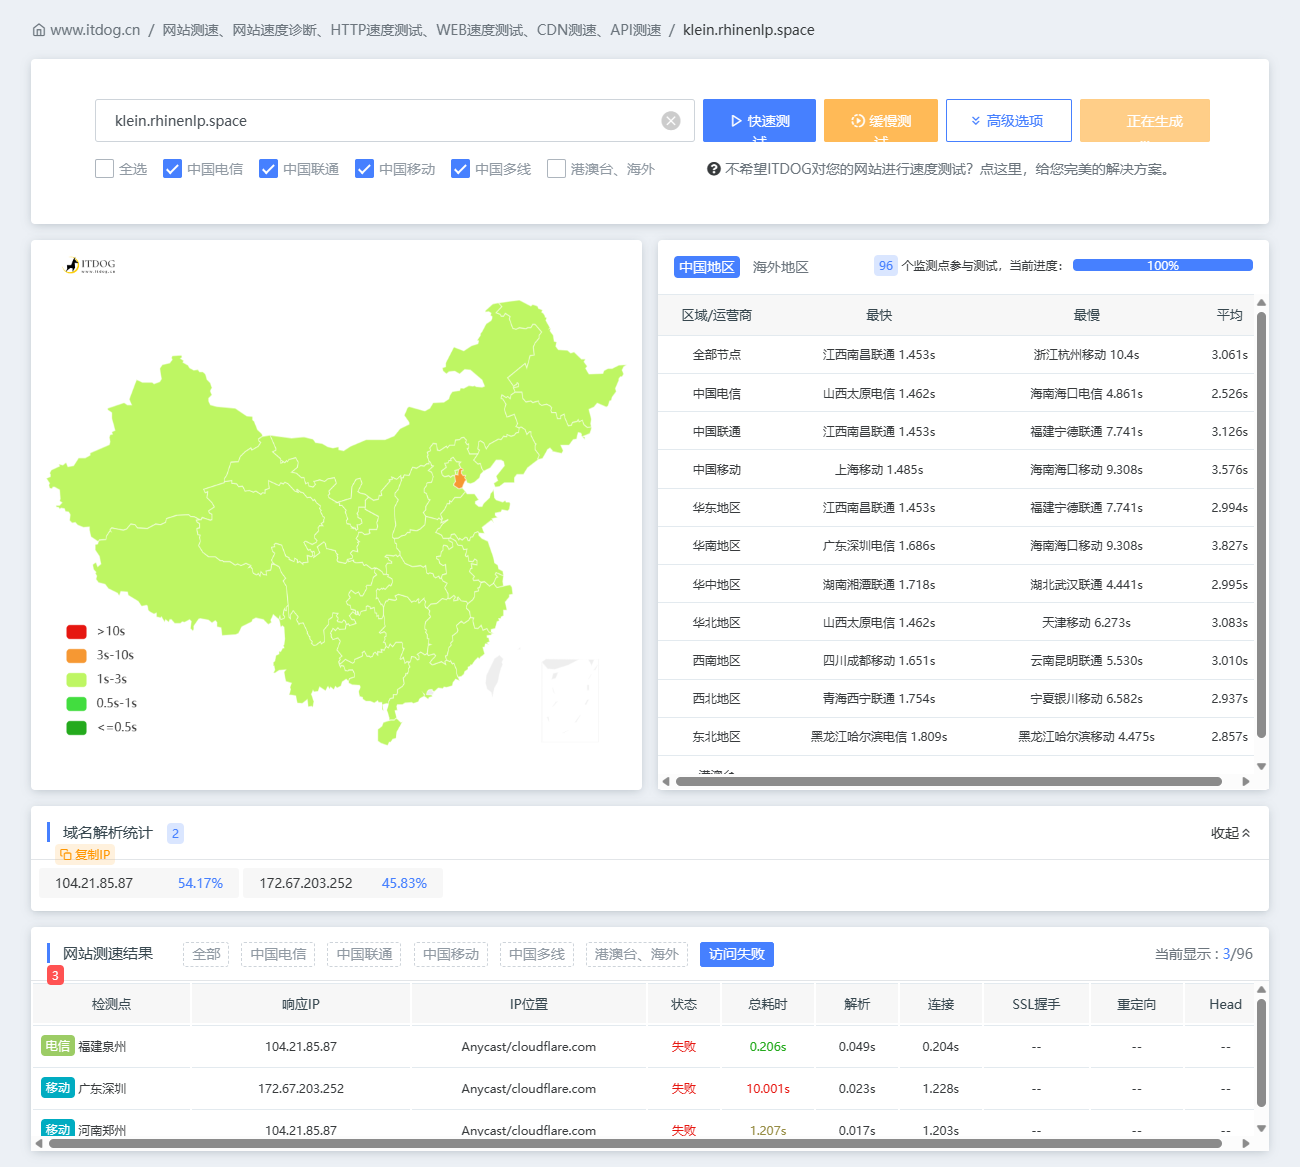 www.itdog.cn / 网站测速、网站速度诊断、HTTP速度测试、WEB速度测试、CDN测速、API测速 / klein.rhinenlp.space
klein.rhinenlp.space
快速测试
缓慢测试
高级选项
正在生成
全选 中国电信 中国联通 中国移动 中国多线 港澳台、海外
不希望ITDOG对您的网站进行速度测试？点这里，给您完美的解决方案。
ITDOG
www.itdog.cn
>10s
3s-10s
1s-3s
0.5s-1s
<=0.5s
中国地区 海外地区 96 个监测点参与测试，当前进度： 100%
区域/运营商 最快 最慢 平均
全部节点 江西南昌联通 1.453s 浙江杭州移动 10.4s 3.061s
中国电信 山西太原电信 1.462s 海南海口电信 4.861s 2.526s
中国联通 江西南昌联通 1.453s 福建宁德联通 7.741s 3.126s
中国移动 上海移动 1.485s 海南海口移动 9.308s 3.576s
华东地区 江西南昌联通 1.453s 福建宁德联通 7.741s 2.994s
华南地区 广东深圳电信 1.686s 海南海口移动 9.308s 3.827s
华中地区 湖南湘潭联通 1.718s 湖北武汉联通 4.441s 2.995s
华北地区 山西太原电信 1.462s 天津移动 6.273s 3.083s
西南地区 四川成都移动 1.651s 云南昆明联通 5.530s 3.010s
西北地区 青海西宁联通 1.754s 宁夏银川移动 6.582s 2.937s
东北地区 黑龙江哈尔滨电信 1.809s 黑龙江哈尔滨移动 4.475s 2.857s
港澳台
域名解析统计 2 收起
复制IP
104.21.85.87 54.17% 172.67.203.252 45.83%
网站测速结果 全部 中国电信 中国联通 中国移动 中国多线 港澳台、海外 访问失败 当前显示 : 3/96
3
检测点 响应IP IP位置 状态 总耗时 解析 连接 SSL握手 重定向 Head
电信 福建泉州 104.21.85.87 Anycast/cloudflare.com 失败 0.206s 0.049s 0.204s -- -- --
移动 广东深圳 172.67.203.252 Anycast/cloudflare.com 失败 10.001s 0.023s 1.228s -- -- --
移动 河南郑州 104.21.85.87 Anycast/cloudflare.com 失败 1.207s 0.017s 1.203s -- -- --